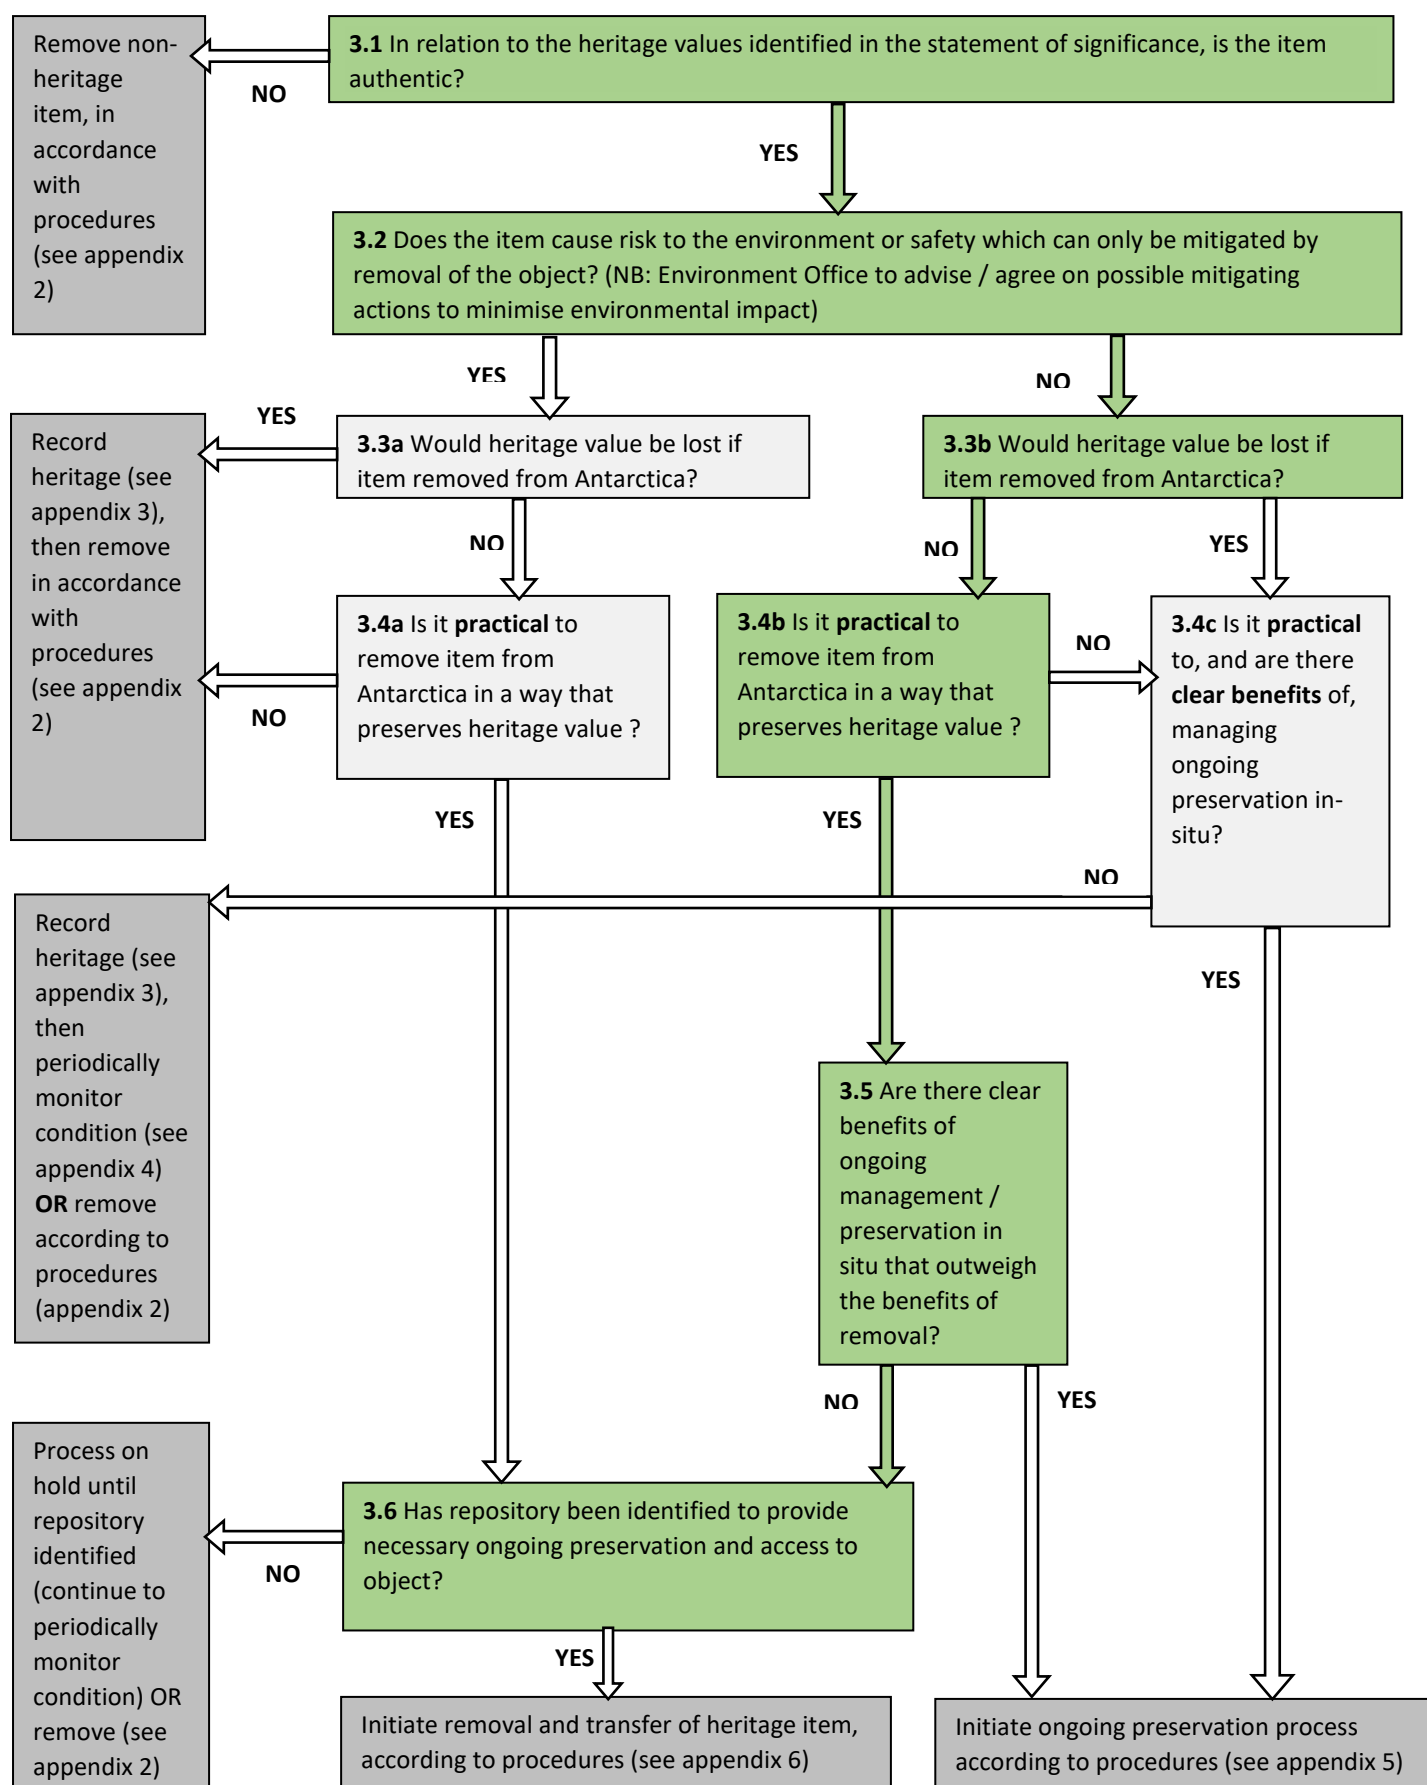 Remove non-
heritage
item, in
accordance
with
procedures
(see appendix
2)
NO
3.1 In relation to the heritage values identified in the statement of significance, is the item
authentic?
YES
3.2 Does the item cause risk to the environment or safety which can only be mitigated by
removal of the object? (NB: Environment Office to advise / agree on possible mitigating
actions to minimise environmental impact)
YES
NO
YES
Record
heritage (see
appendix 3),
then remove
in accordance
with
procedures
(see appendix
2)
3.3a Would heritage value be lost if
item removed from Antarctica?
3.3b Would heritage value be lost if
item removed from Antarctica?
NO
NO
YES
3.4a Is it practical to
remove item from
Antarctica in a way that
preserves heritage value ?
NO
YES
3.4b Is it practical to
remove item from
Antarctica in a way that
preserves heritage value ?
NO
YES
3.4c Is it practical
to, and are there
clear benefits of,
managing
ongoing
preservation in-
situ?
NO
YES
Record
heritage (see
appendix 3),
then
periodically
monitor
condition (see
appendix 4)
OR remove
according to
procedures
(appendix 2)
3.5 Are there clear
benefits of
ongoing
management /
preservation in
situ that outweigh
the benefits of
removal?
NO
YES
Process on
hold until
repository
identified
(continue to
periodically
monitor
condition) OR
remove (see
appendix 2)
NO
3.6 Has repository been identified to provide
necessary ongoing preservation and access to
object?
YES
Initiate removal and transfer of heritage item,
according to procedures (see appendix 6)
Initiate ongoing preservation process
according to procedures (see appendix 5)